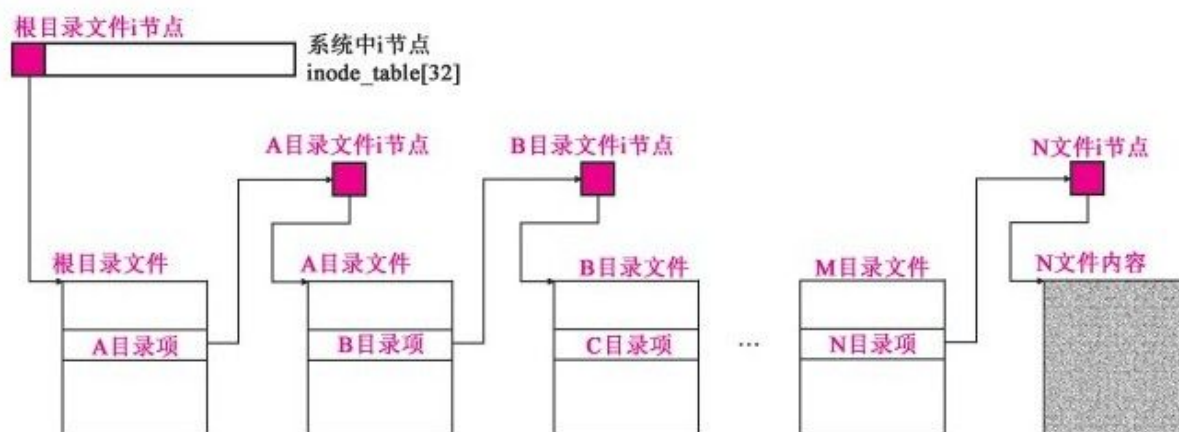 根目录文件i节点
系统中i节点
inode_table[32]
A目录文件i节点
B目录文件i节点
N文件i节点
根目录文件
A目录文件
B目录文件
M目录文件
N文件内容
A目录项
B目录项
C目录项
...
N目录项